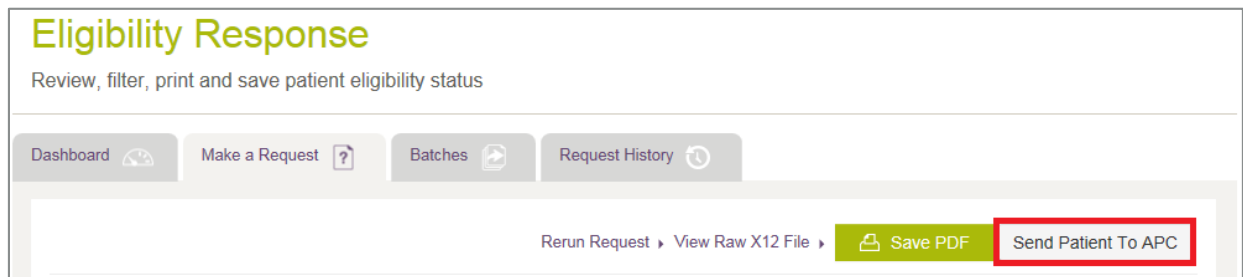 Eligibility Response
Review, filter, print and save patient eligibility status
Dashboard Make a Request ? Batches Request History
Rerun Request View Raw X12 File Save PDF Send Patient To APC